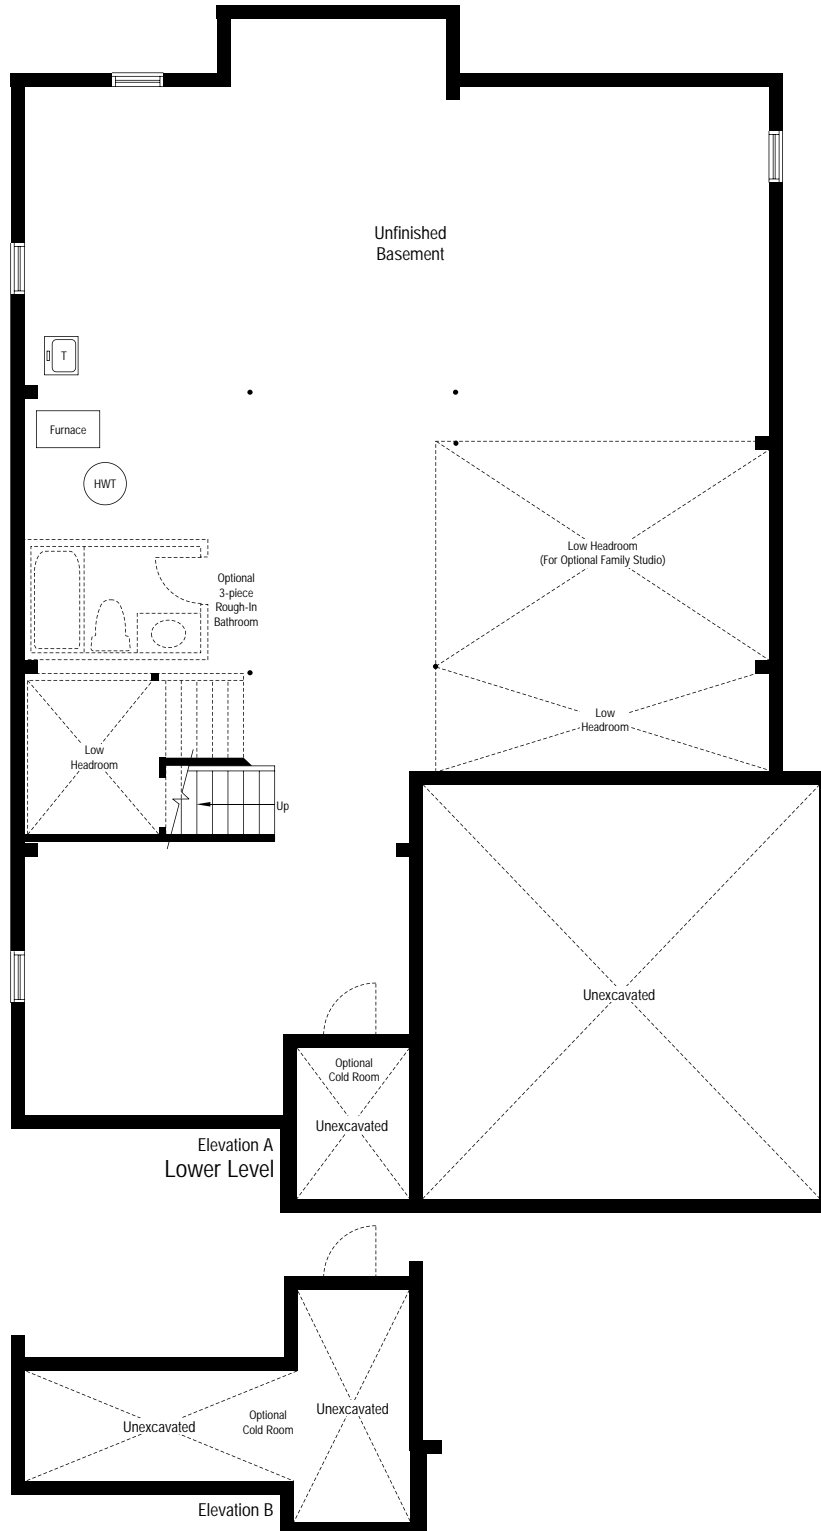 Unfinished
Basement
T
Furnace
HWT
Low Headroom
(For Optional Family Studio)
Optional
3-piece
Rough-In
Bathroom
Low
Headroom
Low
Headroom
Up
Unexcavated
Optional
Cold Room
Unexcavated
Elevation A
Lower Level
Unexcavated
Optional
Cold Room
Unexcavated
Elevation B